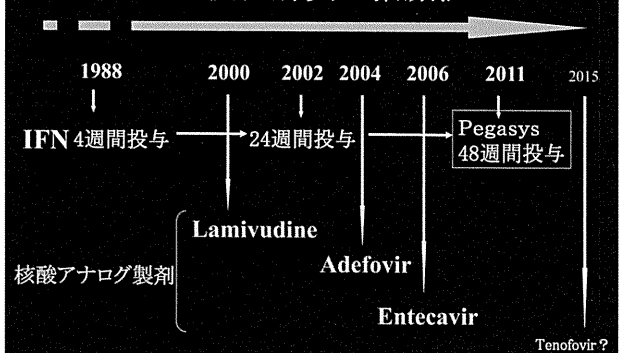 1988 2000 2002 2004 2006 2011 2015
IFN 4週間投与 24週間投与 Pegasys
48週間投与
Lamivudine
核酸アナログ製剤
Adefovir
Entecavir
Tenofovir ?